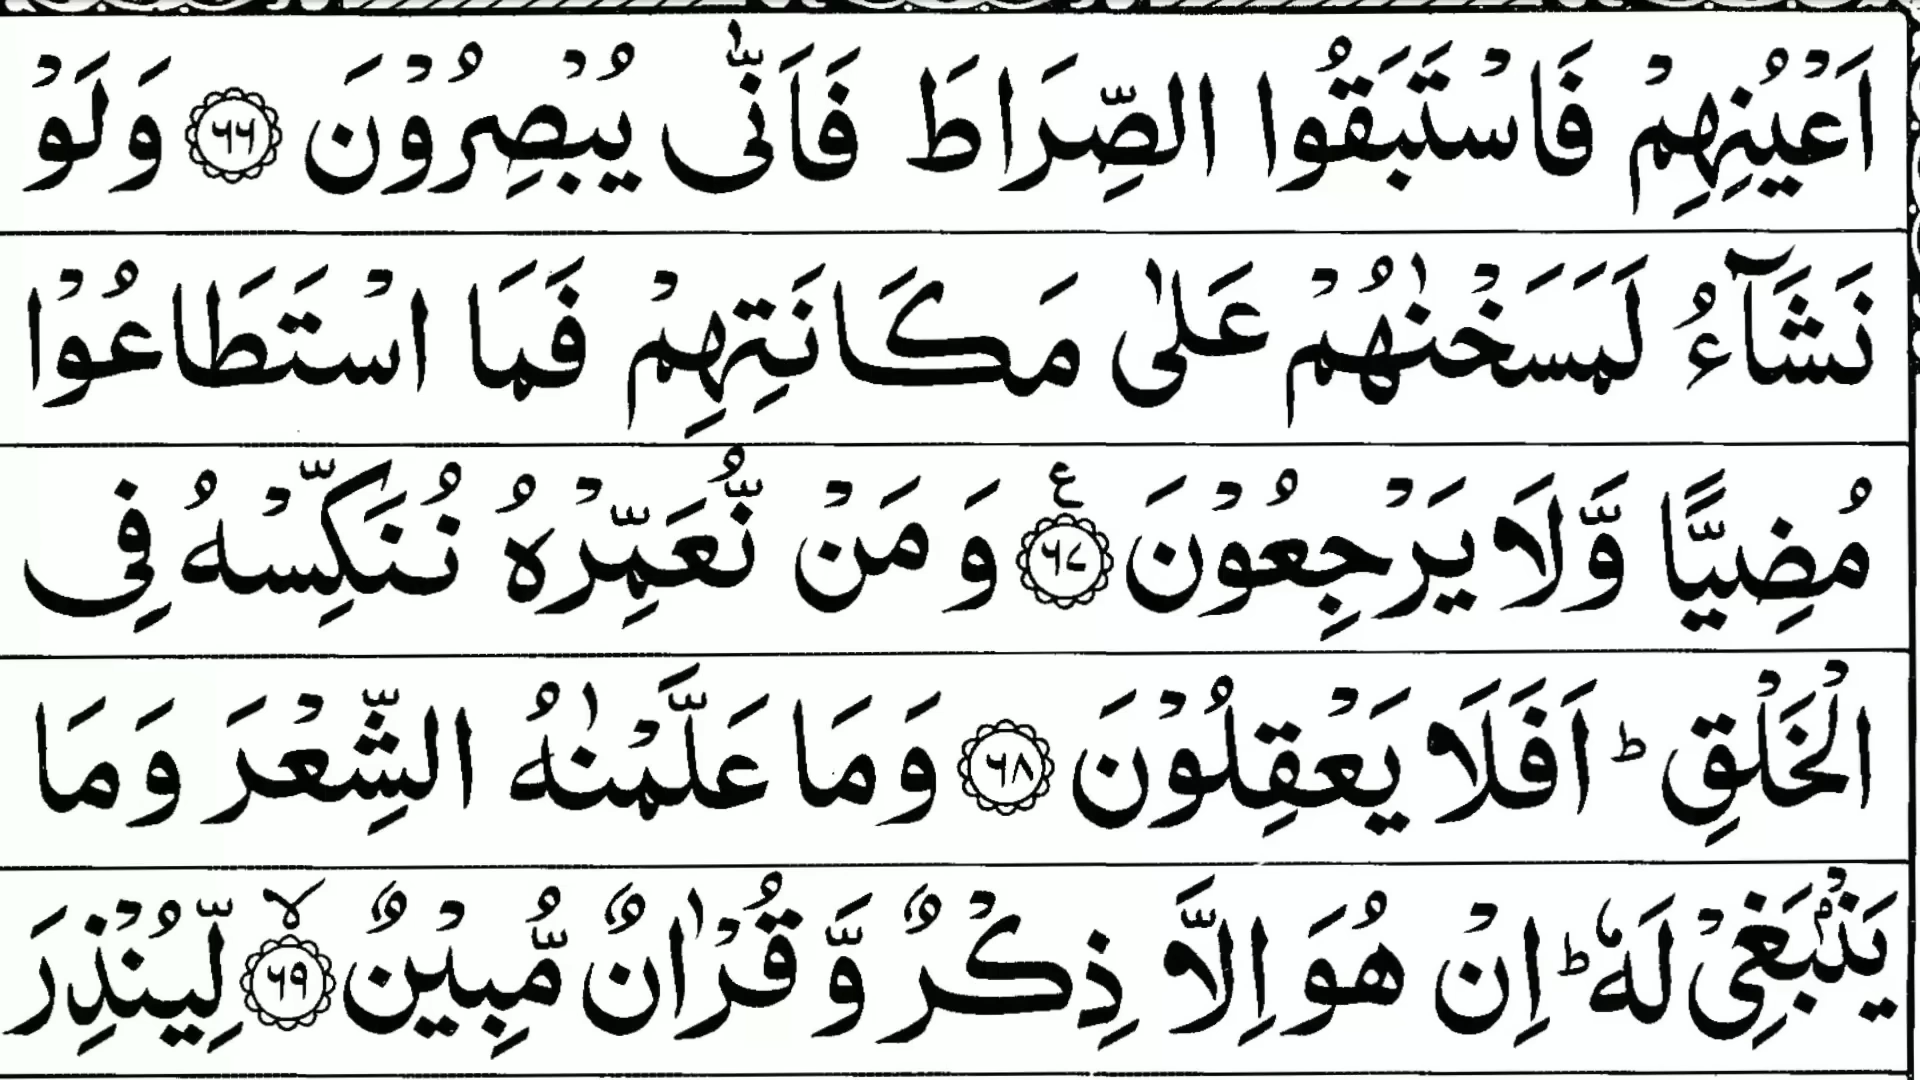 اَعْيُنِهِمْ فَاسْتَبَقُوا الصِّرَاطَ فَاَنّٰى يُبْصِرُوْنَ ﴿٦٦﴾ وَلَوْ
نَشَآءُ لَمَسَخْنٰهُمْ عَلٰى مَكَانَتِهِمْ فَمَا اسْتَطَاعُوْا
مُضِيًّا وَّلَا يَرْجِعُوْنَ ﴿٦٧﴾ ع وَ مَنْ نُّعَمِّرْهُ نُنَكِّسْهُ فِى
الْخَلْقِ ؕ اَفَلَا يَعْقِلُوْنَ ﴿٦٨﴾ وَمَا عَلَّمْنٰهُ الشِّعْرَ وَمَا
يَنْۢبَغِىْ لَهٗ ؕ اِنْ هُوَ اِلَّا ذِكْرٌ وَّ قُرْاٰنٌ مُّبِيْنٌ ﴿٦٩﴾ ۙ لِّيُنْذِرَ